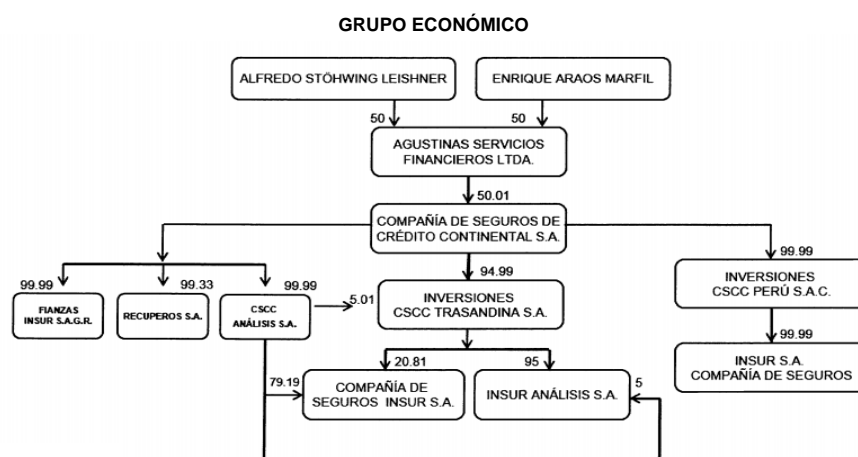 GRUPO ECONÓMICO
ALFREDO STÖHWING LEISHNER
ENRIQUE ARAOS MARFIL
50
50
AGUSTINAS SERVICIOS
FINANCIEROS LTDA.
50.01
COMPAÑÍA DE SEGUROS DE
CRÉDITO CONTINENTAL S.A.
99.99
99.33
99.99
94.99
99.99
FIANZAS
INSUR S.A.G.R.
RECUPEROS S.A.
CSCC
ANÁLISIS S.A.
5.01
INVERSIONES
CSCC TRASANDINA S.A.
INVERSIONES
CSCC PERÚ S.A.C.
99.99
20.81
95
79.19
COMPAÑÍA DE
SEGUROS INSUR S.A.
INSUR ANÁLISIS S.A.
5
INSUR S.A.
COMPAÑÍA DE SEGUROS